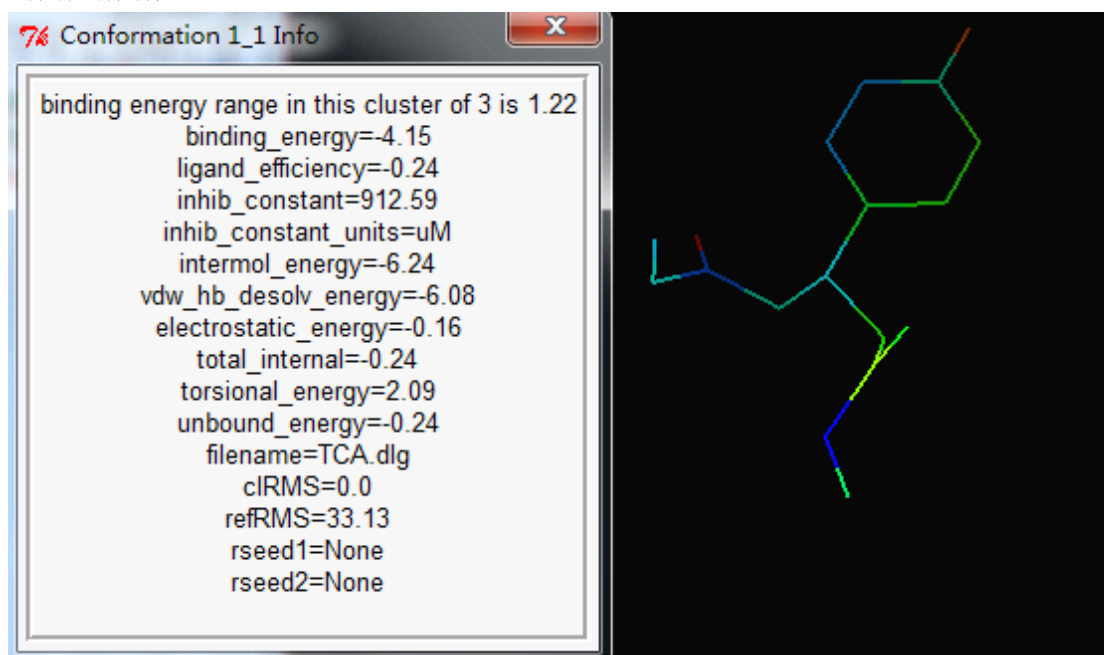 Conformation 1_1 Info
binding energy range in this cluster of 3 is 1.22
binding_energy=-4.15
ligand_efficiency=-0.24
inhib_constant=912.59
inhib_constant_units=uM
intermol_energy=-6.24
vdw_hb_desolv_energy=-6.08
electrostatic_energy=-0.16
total_internal=-0.24
torsional_energy=2.09
unbound_energy=-0.24
filename=TCA.dlg
clRMS=0.0
refRMS=33.13
rseed1=None
rseed2=None